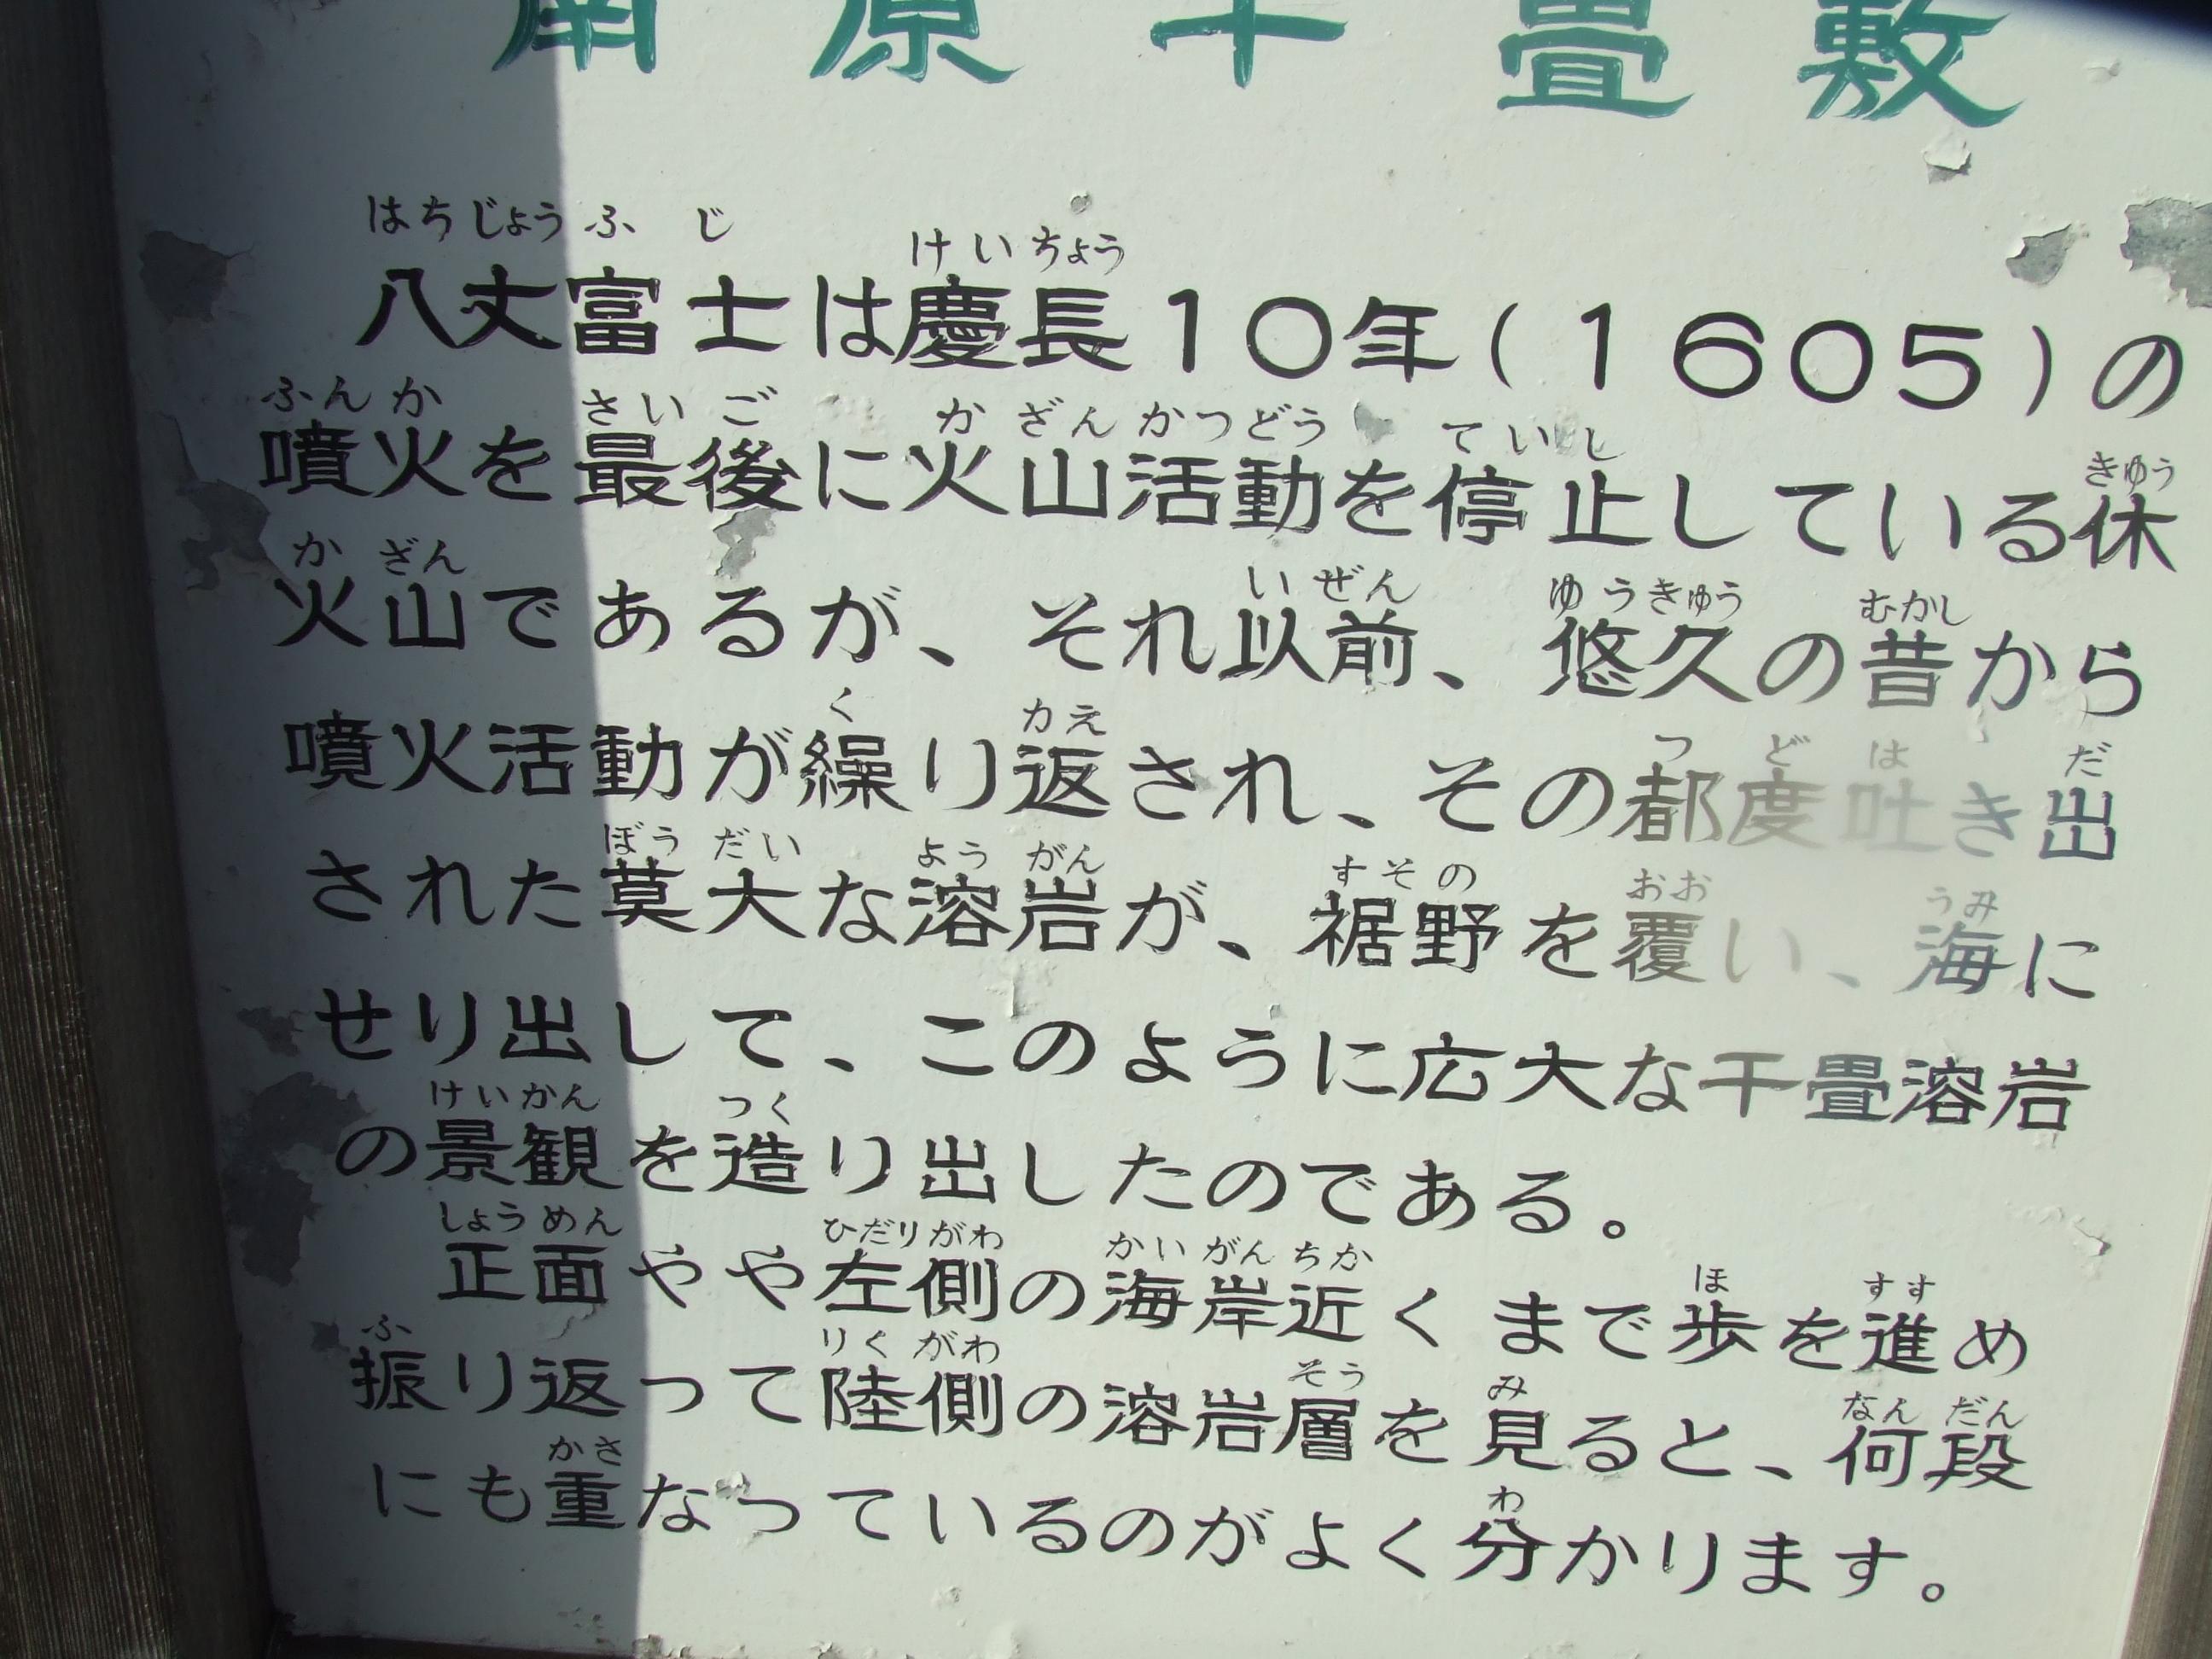 南原千畳敷
はちじょうふじ けいちょう
八丈富士は慶長10年(1605)の
ふんか さいご かざんかつどう ていし きゅう
噴火を最後に火山活動を停止している休
かざん いぜん ゆうきゅう むかし
火山であるが、それ以前、悠久の昔から
く かえ つど は だ
噴火活動が繰り返され、その都度吐き出
ぼうだい ようがん すその おお うみ
された莫大な溶岩が、裾野を覆い、海に
せり出して、このように広大な千畳溶岩
けいかん つく
の景観を造り出したのである。
しょうめん ひだりがわ かいがんちか ほ すす
正面やや左側の海岸近くまで歩を進め
ふ りくがわ そう み なんだん
振り返って陸側の溶岩層を見ると、何段
かさ わ
にも重なっているのがよく分かります。